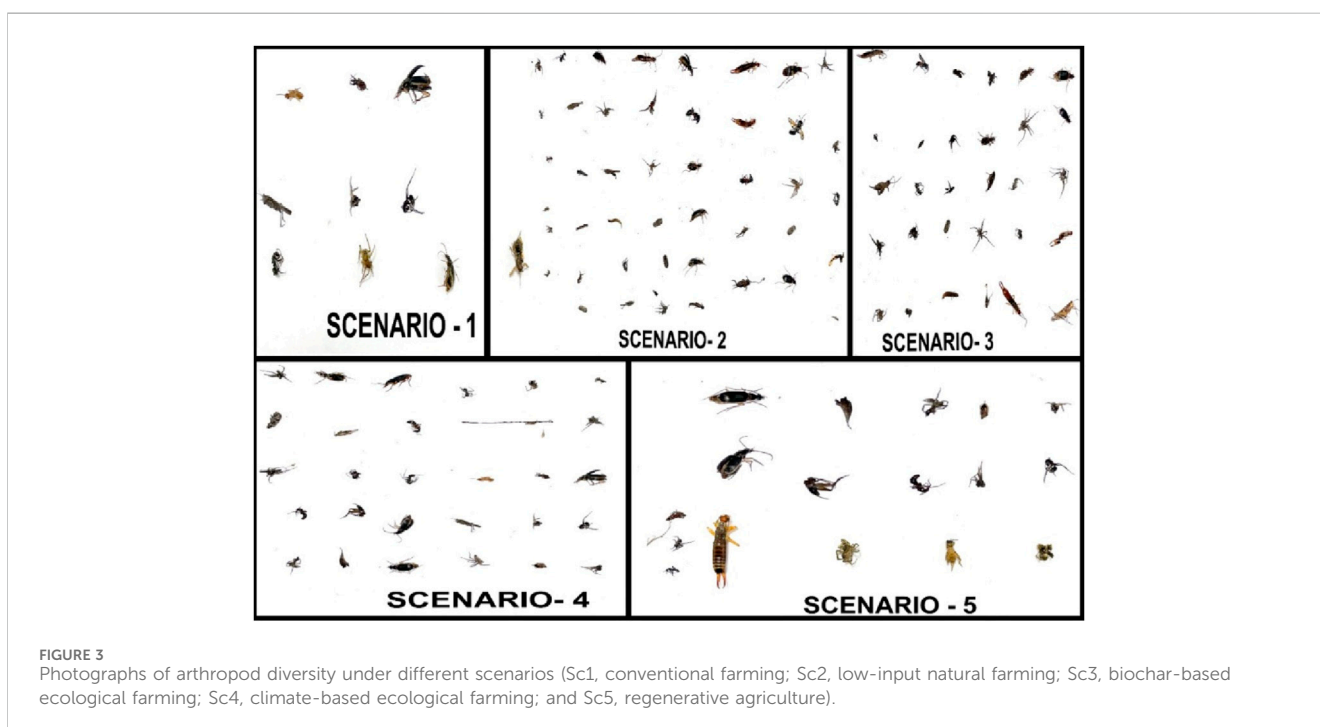 SCENARIO - 1
SCENARIO- 2
SCENARIO- 3
SCENARIO- 4
SCENARIO - 5
FIGURE 3
Photographs of arthropod diversity under different scenarios (Sc1, conventional farming; Sc2, low-input natural farming; Sc3, biochar-based
ecological farming; Sc4, climate-based ecological farming; and Sc5, regenerative agriculture).